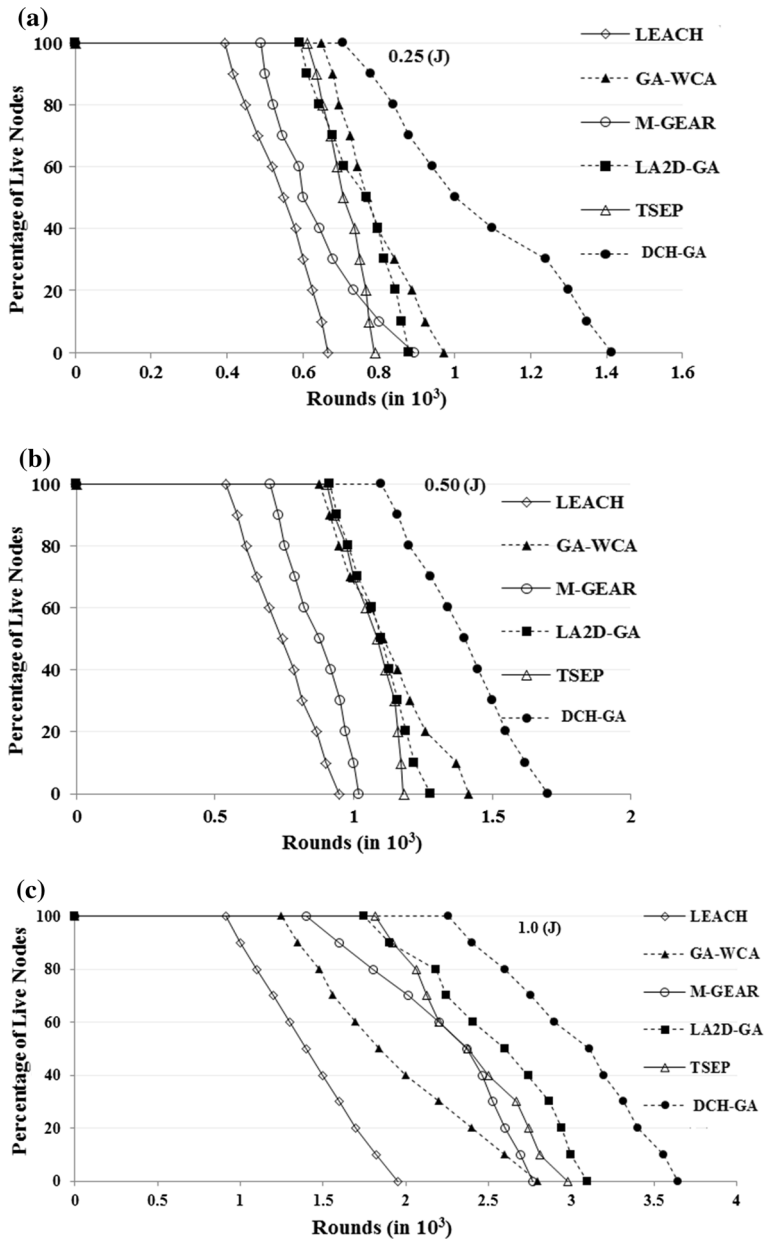 (a)
100
80
60
40
20
0
Percentage of Live Nodes
0.25 (J)
LEACH
GA-WCA
M-GEAR
LA2D-GA
TSEP
DCH-GA
0
0.2
0.4
0.6
0.8
1
1.2
1.4
1.6
Rounds (in 10³)
(b)
100
80
60
40
20
0
Percentage of Live Nodes
0.50 (J)
LEACH
GA-WCA
M-GEAR
LA2D-GA
TSEP
DCH-GA
0
0.5
1
1.5
2
Rounds (in 10³)
(c)
100
80
60
40
20
0
Percentage of Live Nodes
1.0 (J)
LEACH
GA-WCA
M-GEAR
LA2D-GA
TSEP
DCH-GA
0
0.5
1
1.5
2
2.5
3
3.5
4
Rounds (in 10³)